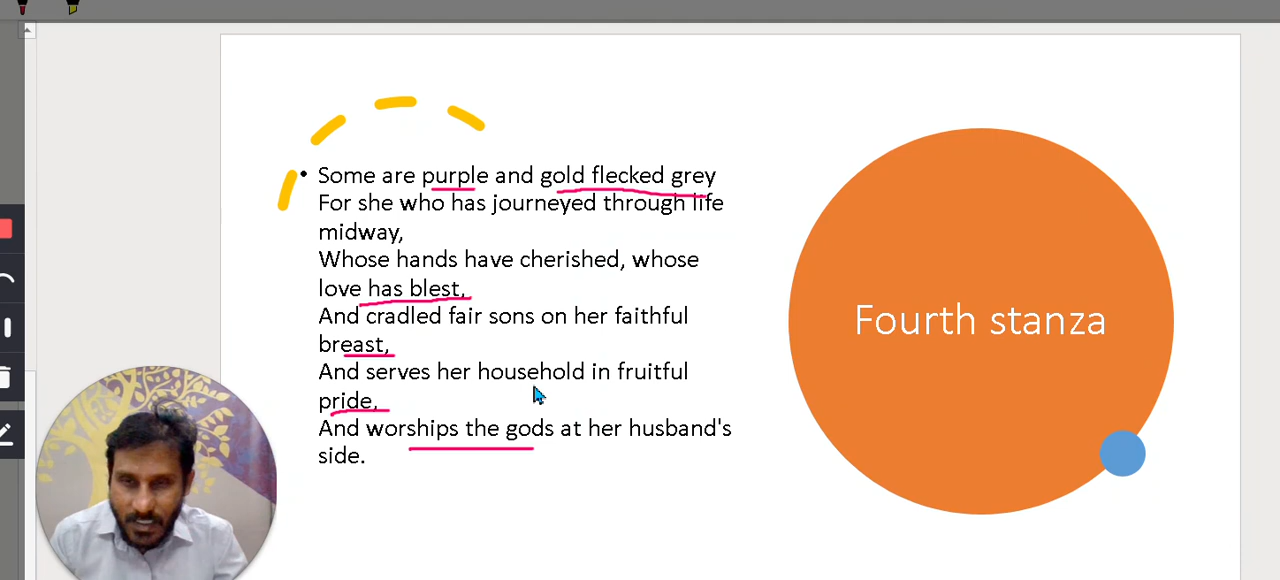 • Some are purple and gold flecked grey
For she who has journeyed through life
midway,
Whose hands have cherished, whose
love has blest,
And cradled fair sons on her faithful
breast,
And serves her household in fruitful
pride,
And worships the gods at her husband's
side.
Fourth stanza